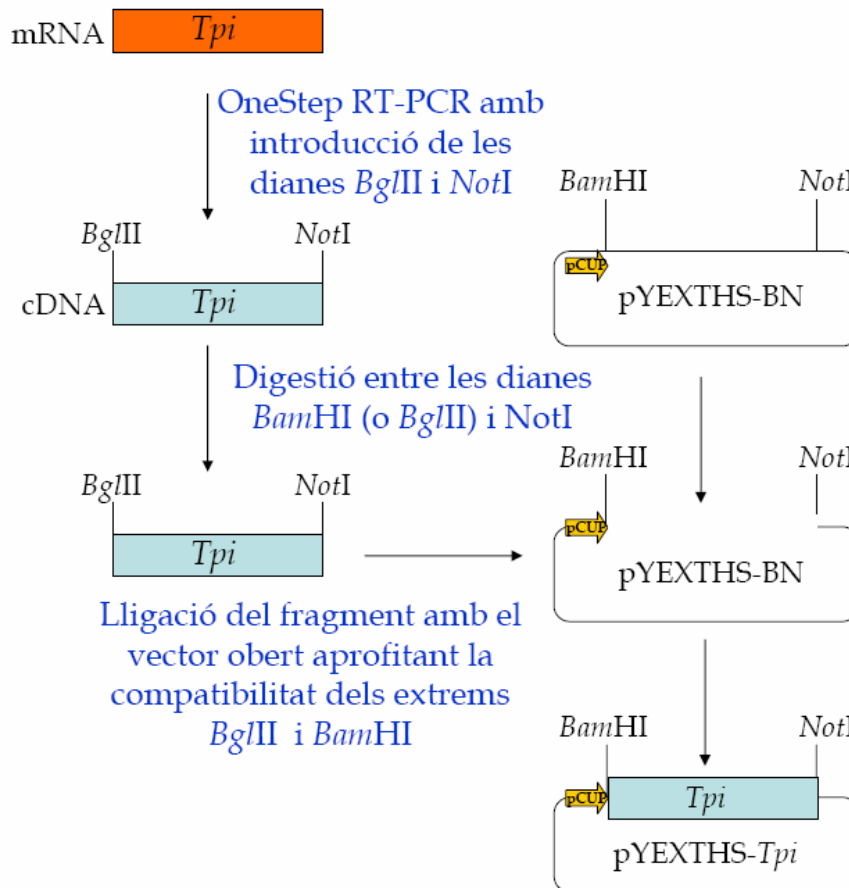 mRNA
Tpi
OneStep RT-PCR amb
introducció de les
dianes BglII i NotI
BglII
NotI
cDNA
Tpi
BamHI
NotI
pCUP
pYEXTHS-BN
Digestió entre les dianes
BamHI (o BglII) i NotI
BglII
NotI
Tpi
BamHI
NotI
pCUP
pYEXTHS-BN
Lligació del fragment amb el
vector obert aprofitant la
compatibilitat dels extrems
BglII i BamHI
BamHI
NotI
pCUP
Tpi
pYEXTHS-Tpi